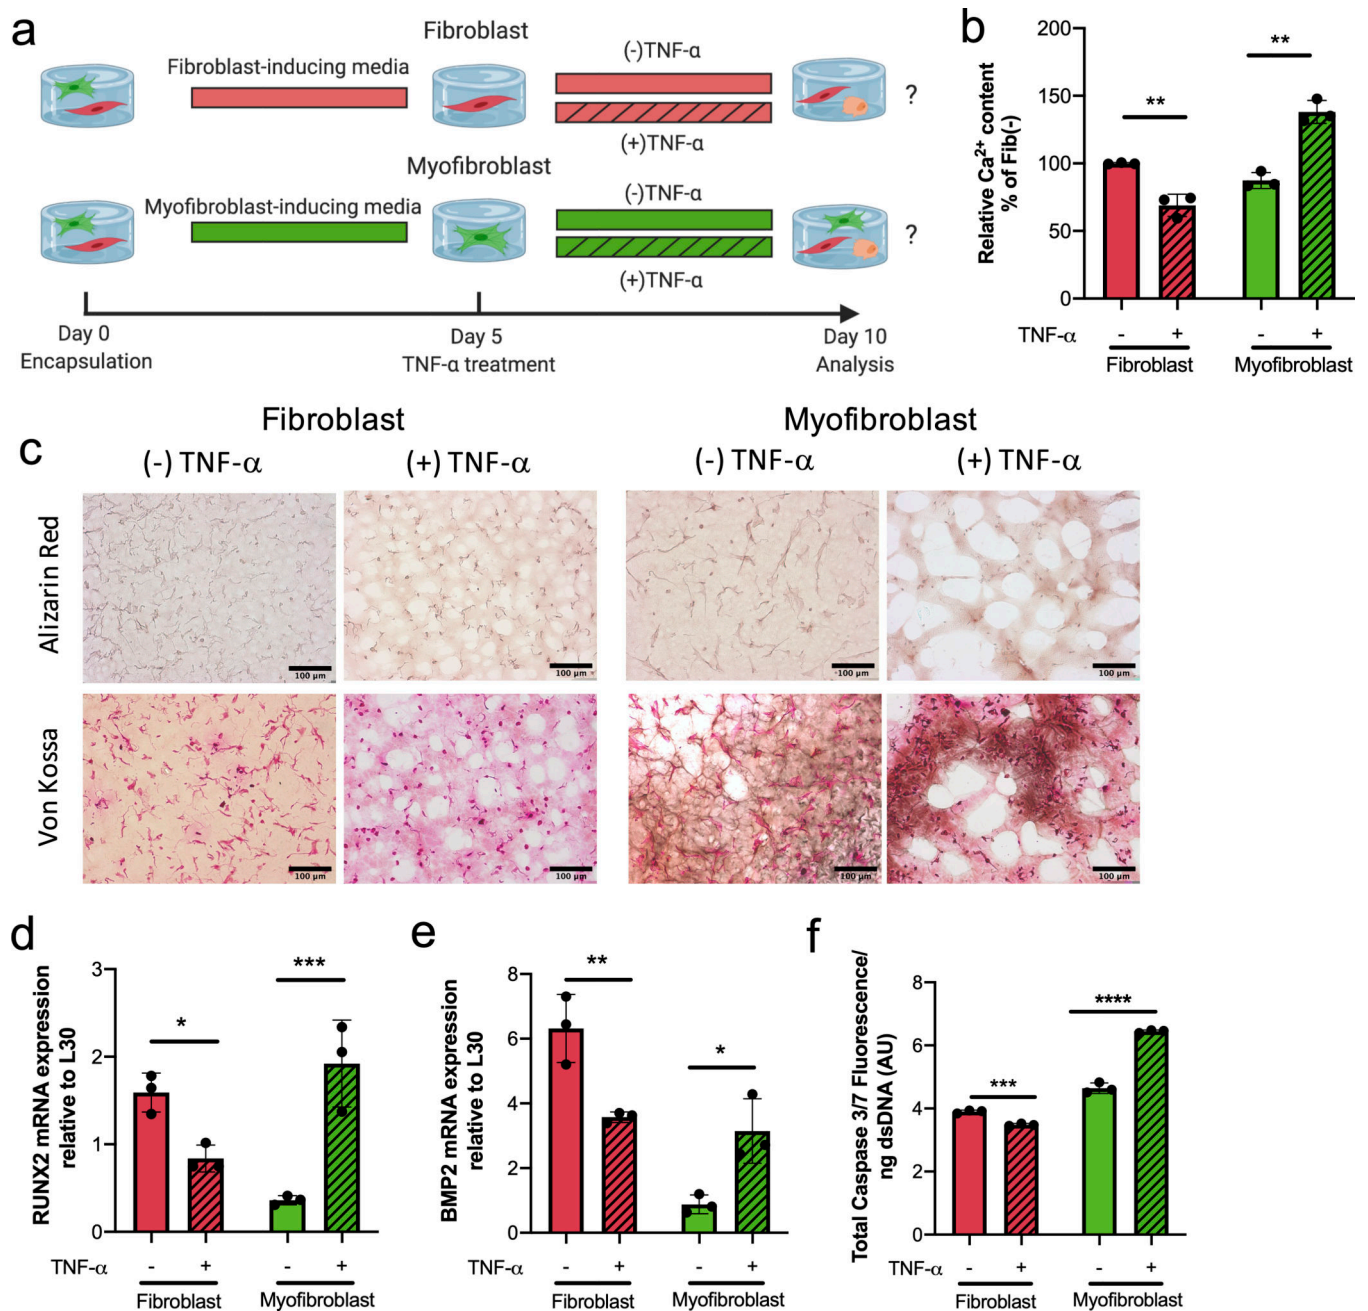 a
Fibroblast
Fibroblast-inducing media
(-)TNF-α
(+)TNF-α
?
Myofibroblast
Myofibroblast-inducing media
(-)TNF-α
(+)TNF-α
?
Day 0
Encapsulation
Day 5
TNF-α treatment
Day 10
Analysis
b
Relative Ca²⁺ content
% of Fib(-)
200
150
100
50
0
**
**
TNF-α - + - +
Fibroblast Myofibroblast
c
Fibroblast Myofibroblast
(-) TNF-α (+) TNF-α (-) TNF-α (+) TNF-α
Alizarin Red
100 µm 100 µm 100 µm 100 µm
Von Kossa
100 µm 100 µm 100 µm 100 µm
d
RUNX2 mRNA expression
relative to L30
3
2
1
0
*
***
TNF-α - + - +
Fibroblast Myofibroblast
e
BMP2 mRNA expression
relative to L30
8
6
4
2
0
**
*
- + - +
Fibroblast Myofibroblast
f
Total Caspase 3/7 Fluorescence/
ng dsDNA (AU)
8
6
4
2
0
***
****
TNF-α - + - +
Fibroblast Myofibroblast